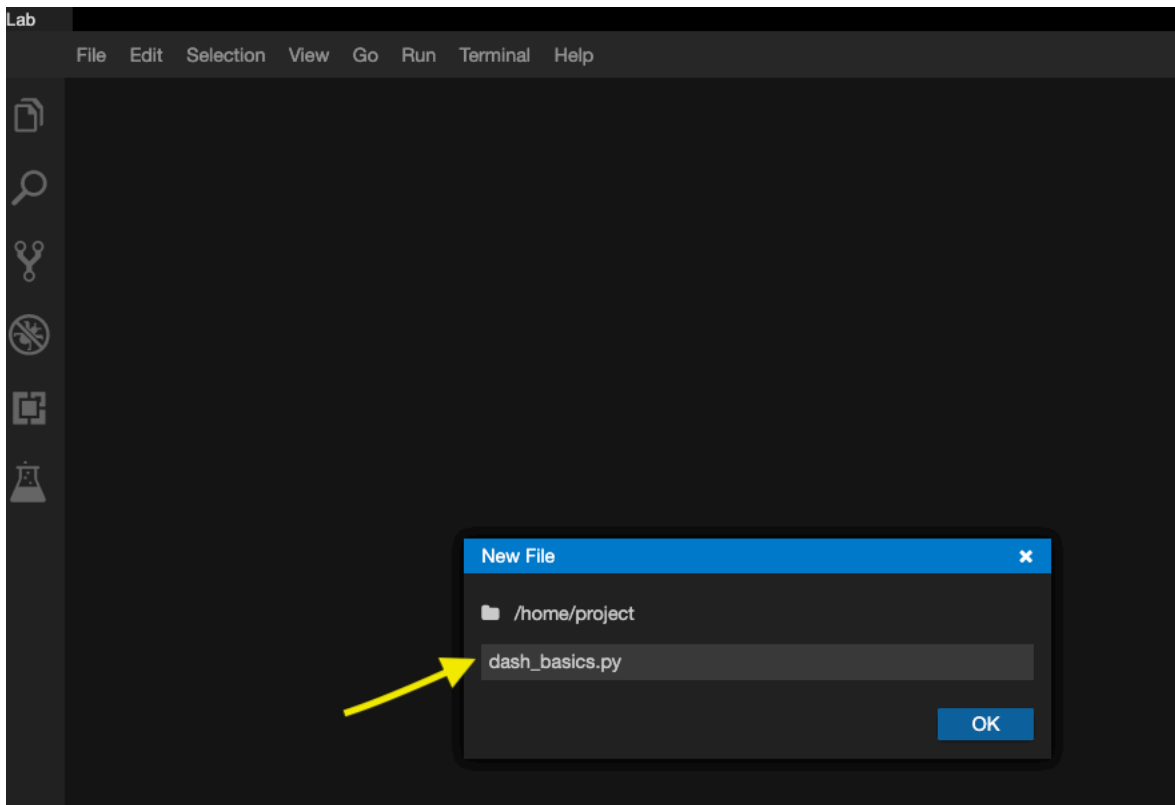 Lab
File Edit Selection View Go Run Terminal Help
New File
/home/project
dash_basics.py
OK